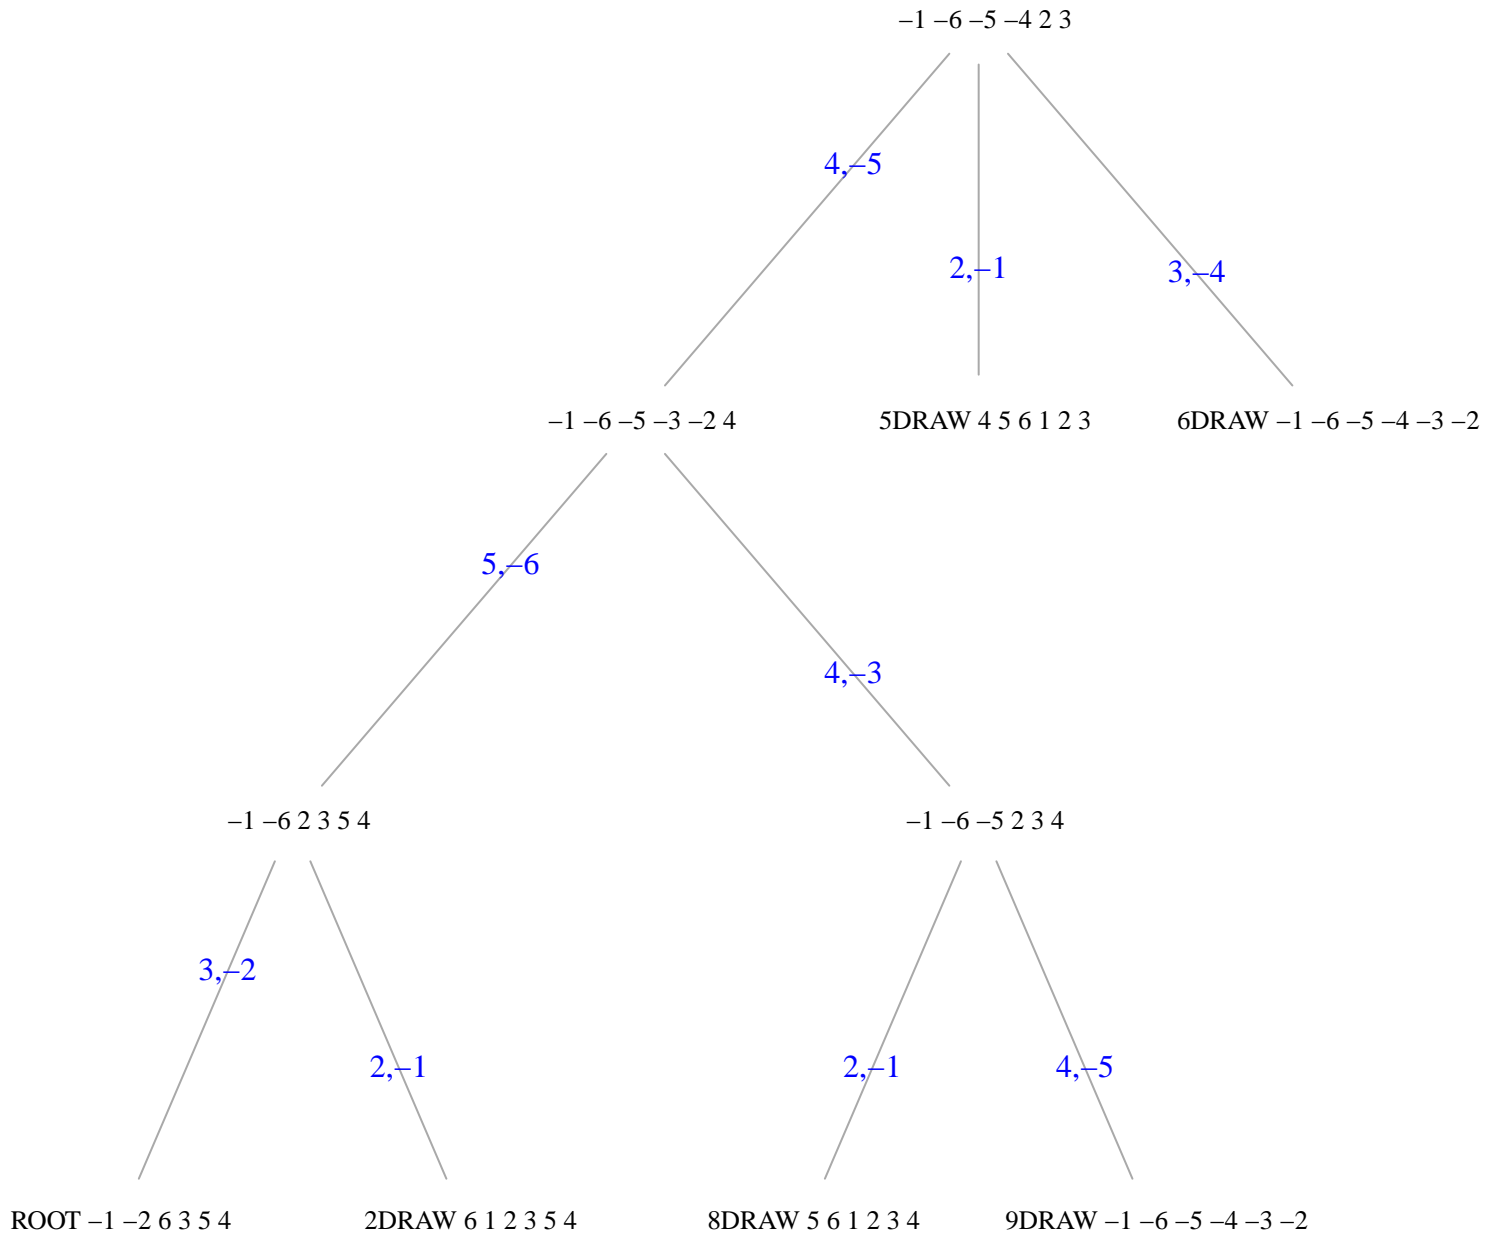 –1 –6 –5 –4 2 3
4,–5
2,–1
3,–4
–1 –6 –5 –3 –2 4
5DRAW 4 5 6 1 2 3
6DRAW –1 –6 –5 –4 –3 –2
5,–6
4,–3
–1 –6 2 3 5 4
–1 –6 –5 2 3 4
3,–2
2,–1
2,–1
4,–5
ROOT –1 –2 6 3 5 4
2DRAW 6 1 2 3 5 4
8DRAW 5 6 1 2 3 4
9DRAW –1 –6 –5 –4 –3 –2